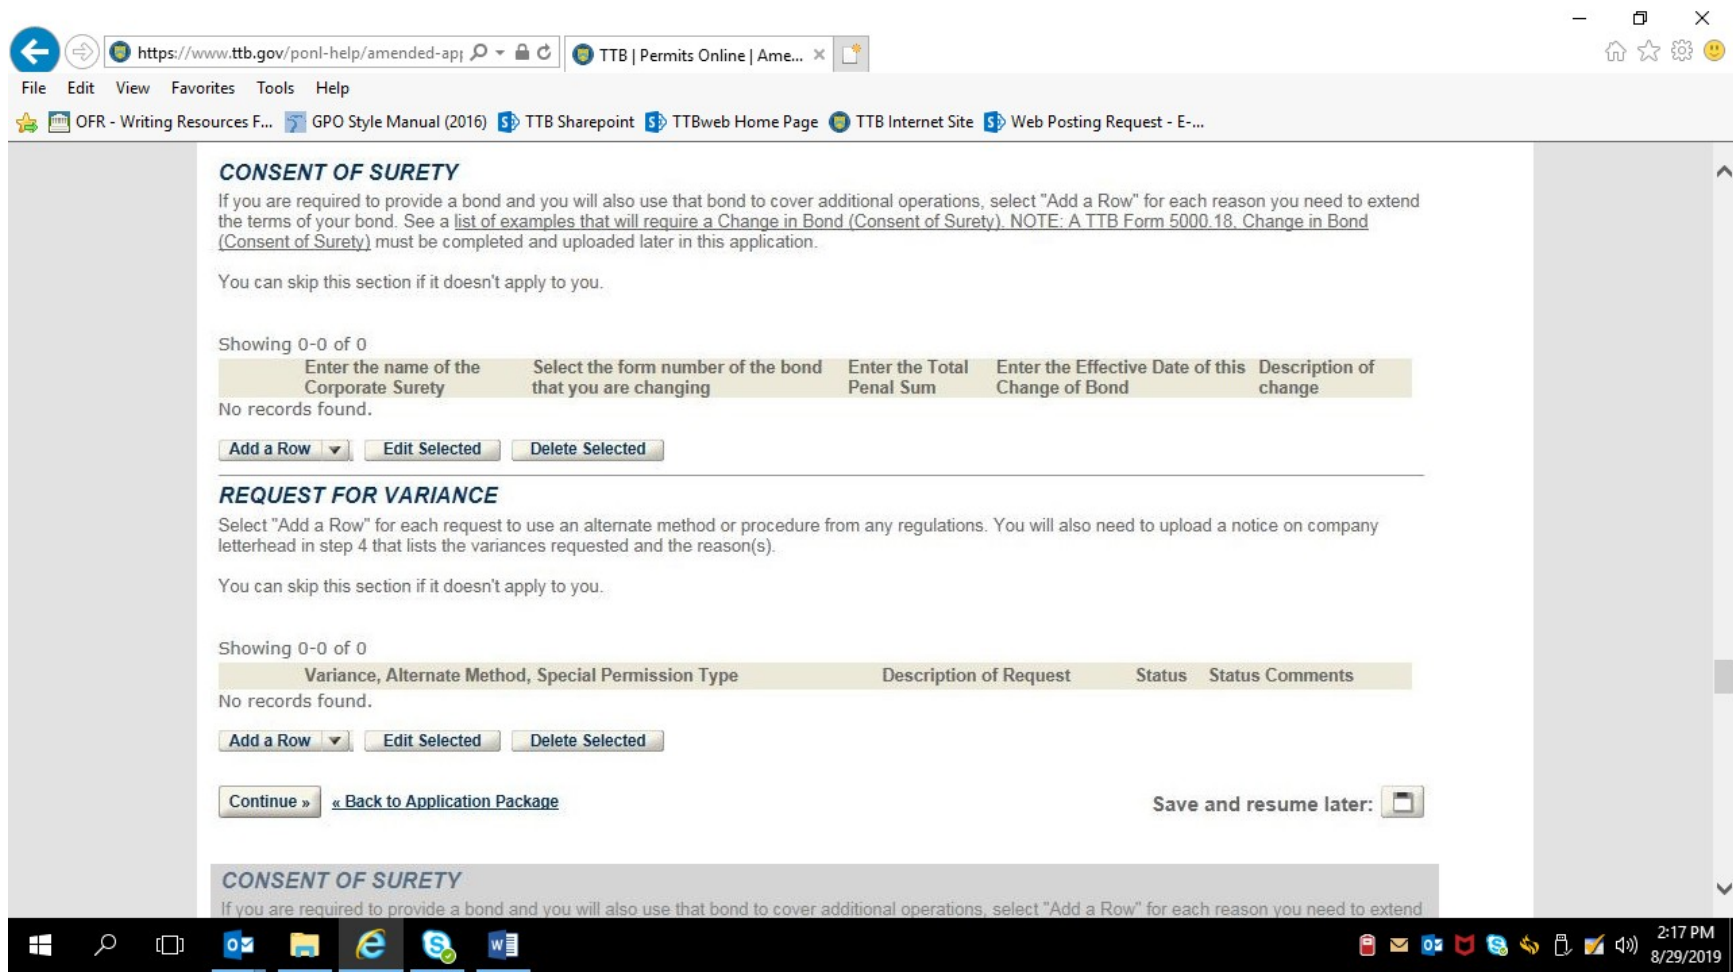 https://www.ttb.gov/ponl-help/amended-ap
TTB | Permits Online | Ame...
File Edit View Favorites Tools Help
OFR - Writing Resources F... GPO Style Manual (2016) TTB Sharepoint TTBweb Home Page TTB Internet Site Web Posting Request - E-...
CONSENT OF SURETY
If you are required to provide a bond and you will also use that bond to cover additional operations, select "Add a Row" for each reason you need to extend
the terms of your bond. See a list of examples that will require a Change in Bond (Consent of Surety). NOTE: A TTB Form 5000.18, Change in Bond
(Consent of Surety) must be completed and uploaded later in this application.
You can skip this section if it doesn't apply to you.
Showing 0-0 of 0
Enter the name of the Select the form number of the bond Enter the Total Enter the Effective Date of this Description of
Corporate Surety that you are changing Penal Sum Change of Bond change
No records found.
Add a Row Edit Selected Delete Selected
REQUEST FOR VARIANCE
Select "Add a Row" for each request to use an alternate method or procedure from any regulations. You will also need to upload a notice on company
letterhead in step 4 that lists the variances requested and the reason(s).
You can skip this section if it doesn't apply to you.
Showing 0-0 of 0
Variance, Alternate Method, Special Permission Type Description of Request Status Status Comments
No records found.
Add a Row Edit Selected Delete Selected
Continue » « Back to Application Package Save and resume later:
CONSENT OF SURETY
If you are required to provide a bond and you will also use that bond to cover additional operations, select "Add a Row" for each reason you need to extend
2:17 PM
8/29/2019